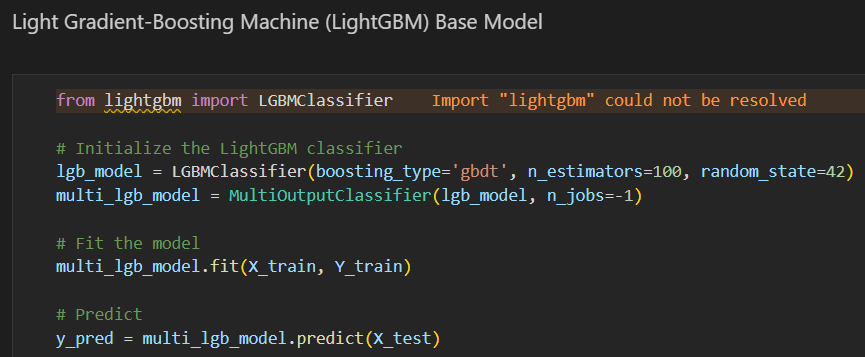 Light Gradient-Boosting Machine (LightGBM) Base Model
from lightgbm import LGBMClassifier    Import "lightgbm" could not be resolved
# Initialize the LightGBM classifier
lgb_model = LGBMClassifier(boosting_type='gbdt', n_estimators=100, random_state=42)
multi_lgb_model = MultiOutputClassifier(lgb_model, n_jobs=-1)
# Fit the model
multi_lgb_model.fit(X_train, Y_train)
# Predict
y_pred = multi_lgb_model.predict(X_test)